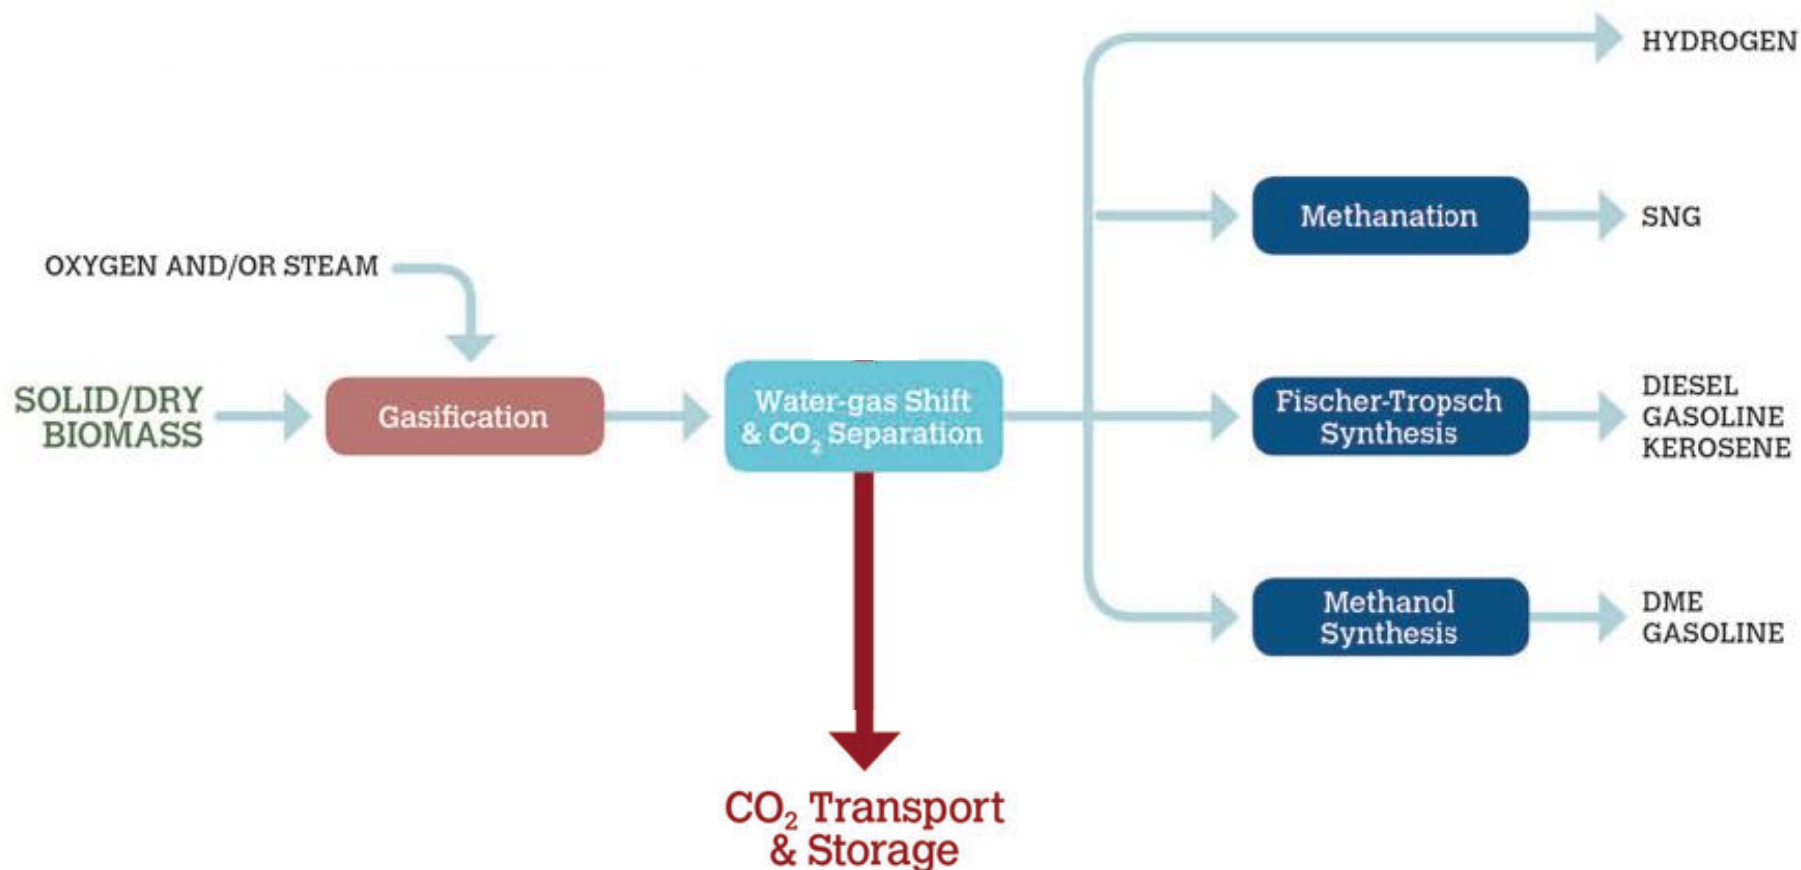 HYDROGEN
Methanation
SNG
OXYGEN AND/OR STEAM
SOLID/DRY
BIOMASS
Gasification
Water-gas Shift
& CO₂ Separation
Fischer-Tropsch
Synthesis
DIESEL
GASOLINE
KEROSENE
Methanol
Synthesis
DME
GASOLINE
CO₂ Transport
& Storage